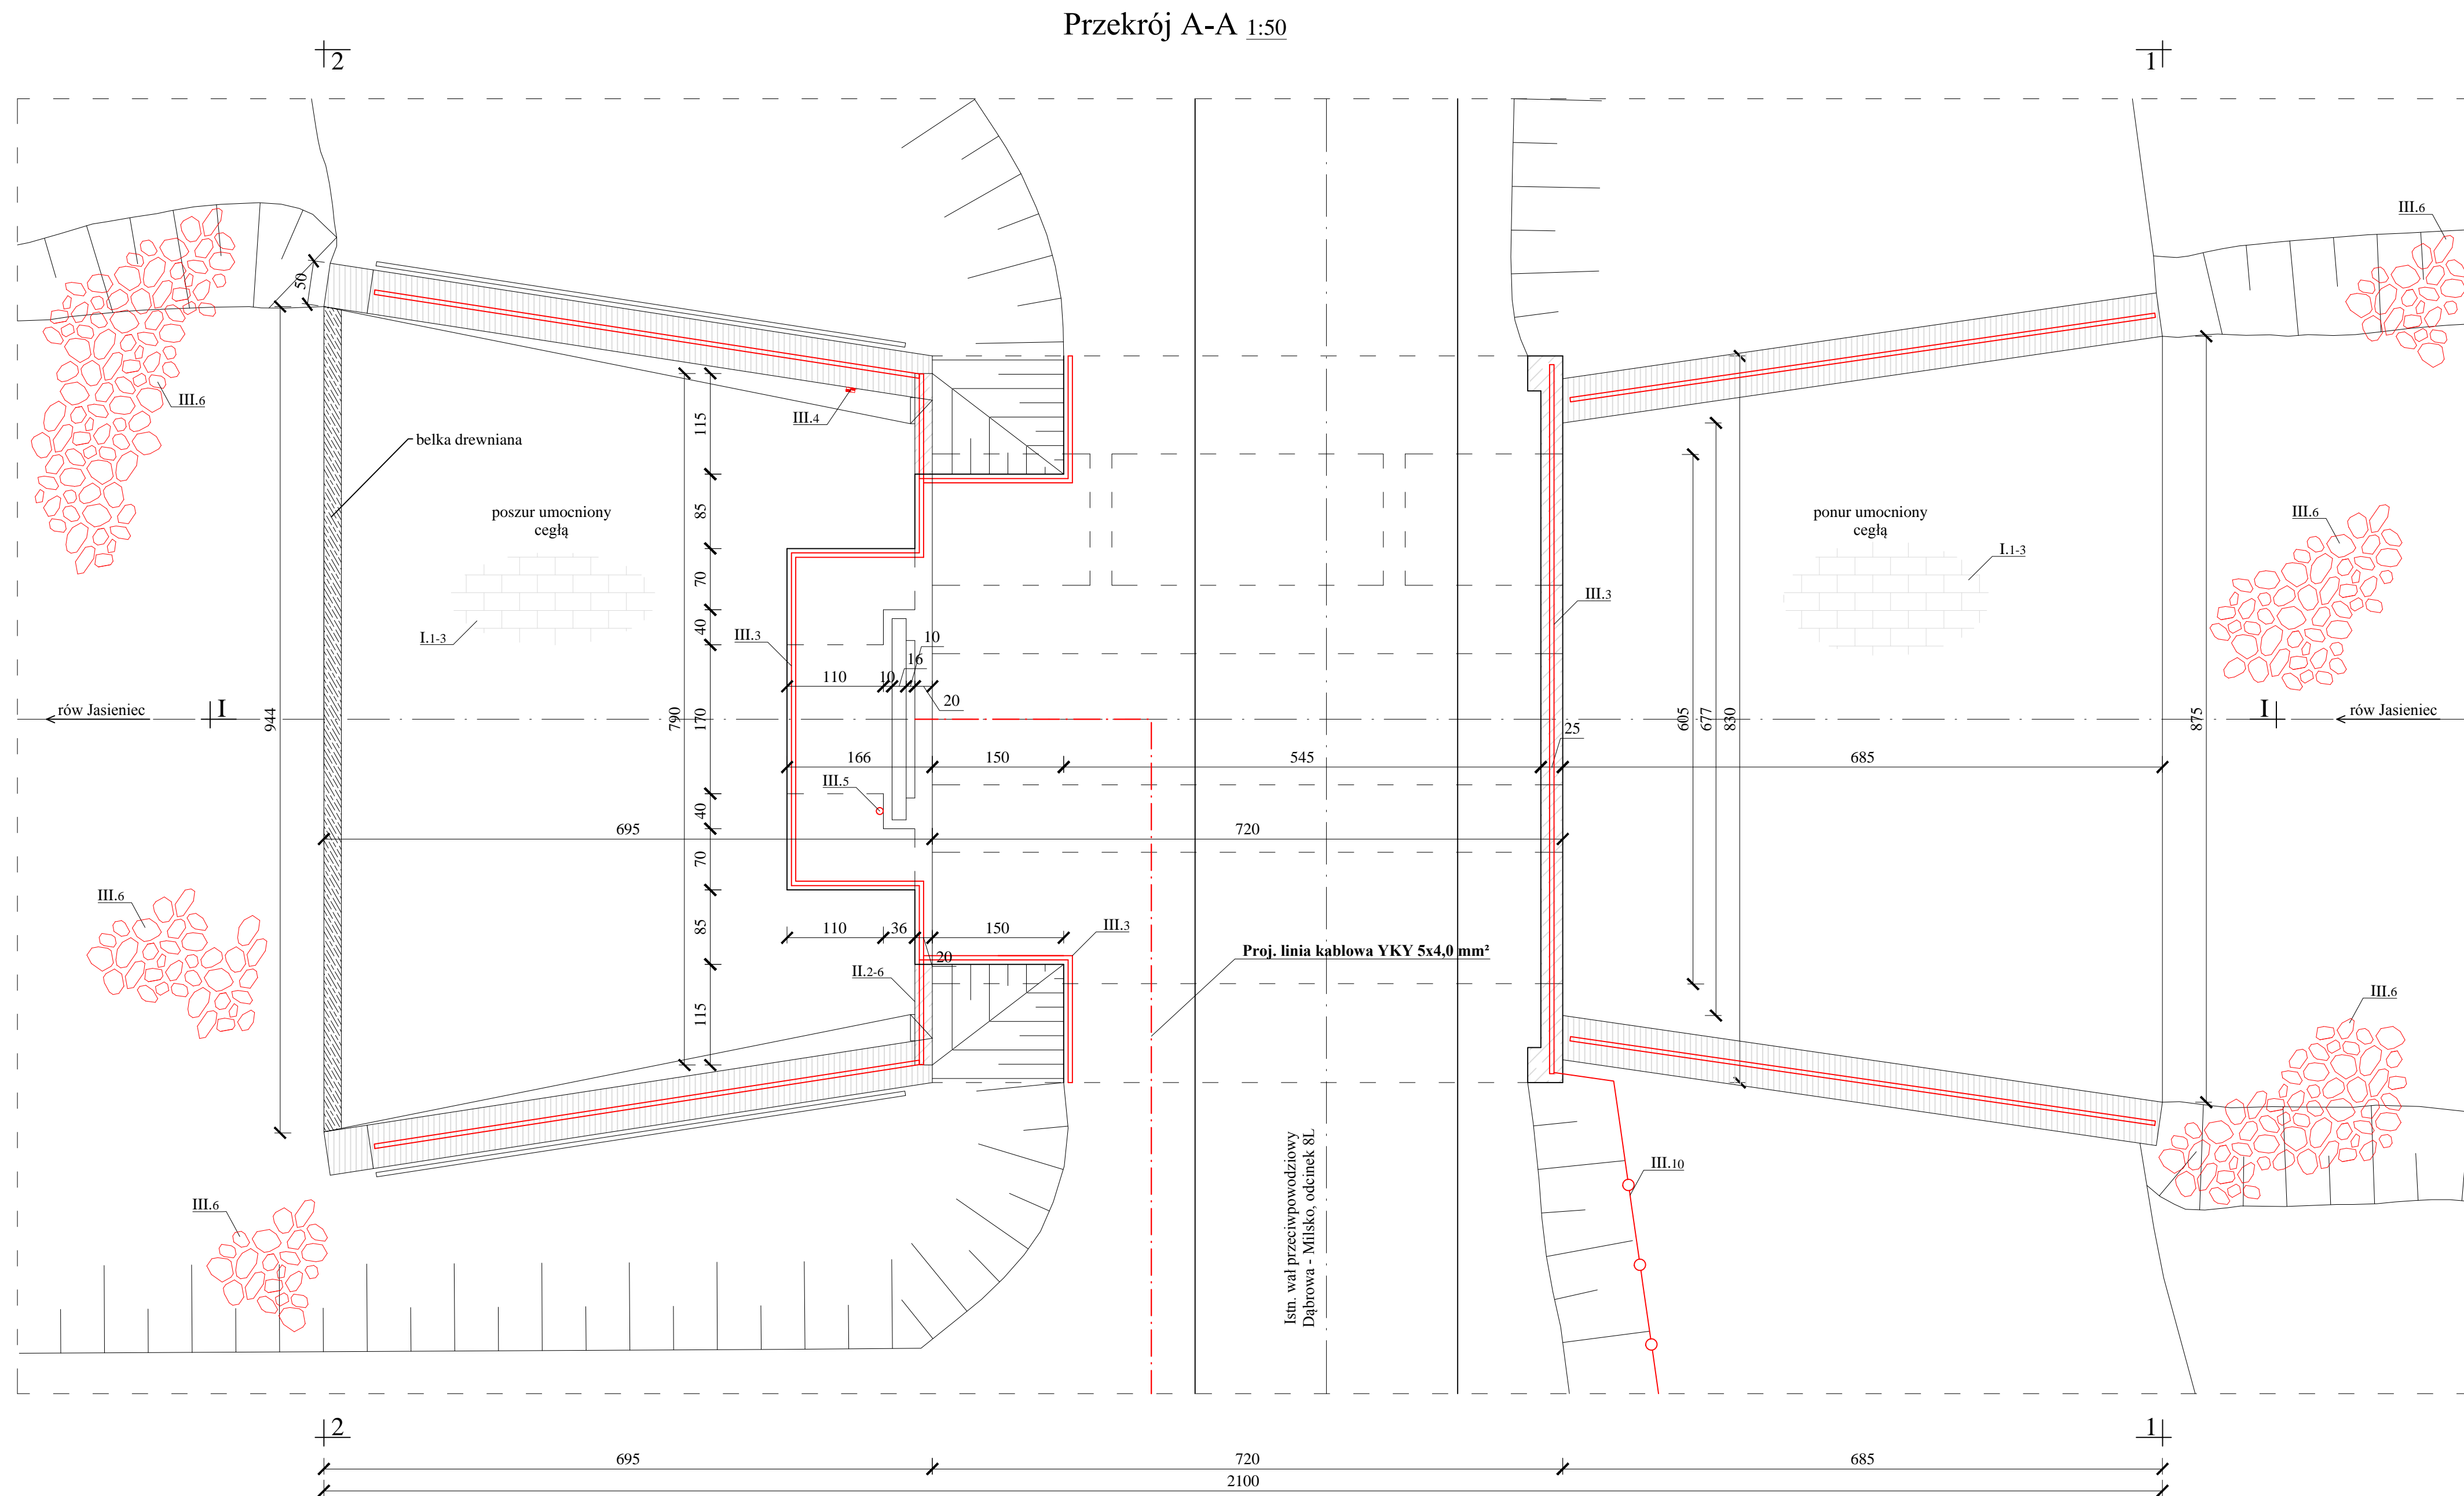 Przekrój A-A 1:50
2
1
III.6
50
III.6
III.4
belka drewniana
115
poszur umocniony
cegłą
ponur umocniony
cegłą
III.6
85
I.1-3
70
III.3
I.1-3
40
III.3
10
16
110
10
20
rów Jasieniec
I
944
790
170
605
677
830
I
rów Jasieniec
875
25
166
150
545
685
III.5
40
695
720
70
III.6
110
36
150
III.3
85
20
Proj. linia kablowa YKY 5x4,0 mm²
II.2-6
III.6
115
Istn. wał przeciwpowodziowy
Dąbrowa - Milsko, odcinek 8L
III.10
III.6
2
1
695
720
685
2100